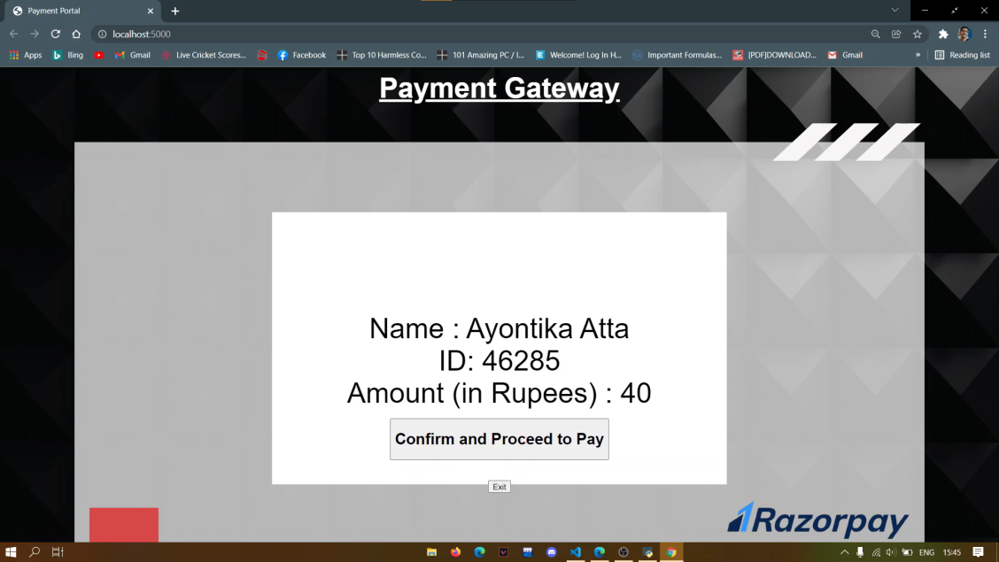 Payment Portal
localhost:5000
Apps
Bing
Gmail
Live Cricket Scores...
Facebook
Top 10 Harmless Co...
101 Amazing PC / I...
Welcome! Log In H...
Important Formulas...
[PDF]DOWNLOAD...
Gmail
»
Reading list
Payment Gateway
Name : Ayontika Atta
ID: 46285
Amount (in Rupees) : 40
Confirm and Proceed to Pay
Exit
Razorpay
ENG
15:45